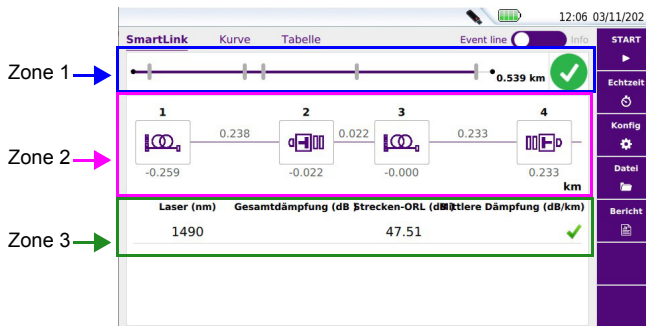 12:06 03/11/202
SmartLink Kurve Tabelle Event line Info START
Zone 1
0.539 km
Echtzeit
1 2 3 4
Konfig
0.238 0.022 0.233
Zone 2
-0.259 -0.022 -0.000 0.233
km
Datei
Laser (nm) Gesamtdämpfung (dB ) Strecken-ORL (dB) Mittlere Dämpfung (dB/km)
Bericht
1490 47.51
Zone 3